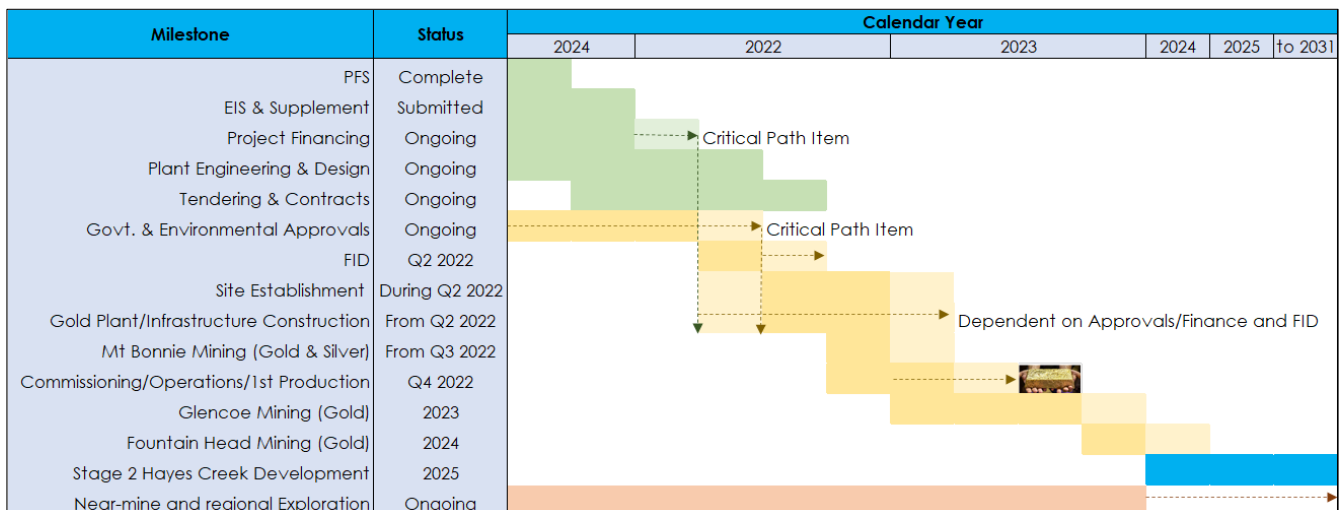 Milestone Status Calendar Year
2024 2022 2023 2024 2025 to 2031
PFS Complete
EIS & Supplement Submitted
Project Financing Ongoing Critical Path Item
Plant Engineering & Design Ongoing
Tendering & Contracts Ongoing
Govt. & Environmental Approvals Ongoing Critical Path Item
FID Q2 2022
Site Establishment During Q2 2022
Gold Plant/Infrastructure Construction From Q2 2022 Dependent on Approvals/Finance and FID
Mt Bonnie Mining (Gold & Silver) From Q3 2022
Commissioning/Operations/1st Production Q4 2022
Glencoe Mining (Gold) 2023
Fountain Head Mining (Gold) 2024
Stage 2 Hayes Creek Development 2025
Near-mine and regional Exploration Ongoing